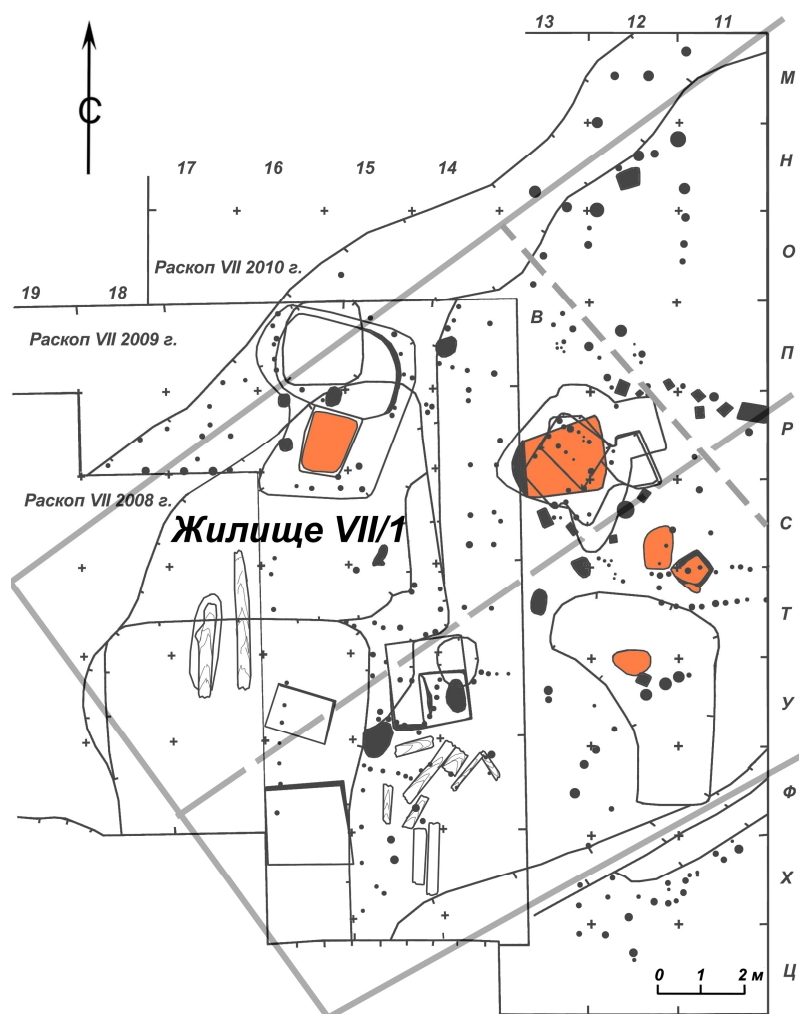 13 12 11
М
С
17 16 15 14
Н
О
Раскоп VII 2010 г.
19 18
В
Раскоп VII 2009 г.
П
Р
Раскоп VII 2008 г.
Жилище VII/1
С
Т
У
Ф
Х
Ц
0 1 2 м